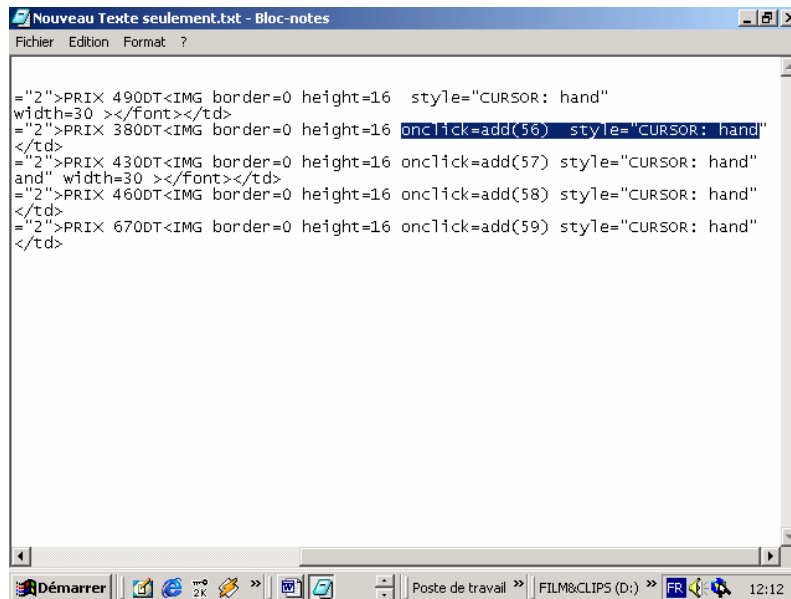 Nouveau Texte seulement.txt - Bloc-notes
Fichier Edition Format ?
="2">PRIX 490DT<IMG border=0 height=16  style="CURSOR: hand"
width=30 ></font></td>
="2">PRIX 380DT<IMG border=0 height=16 onclick=add(56)  style="CURSOR: hand"
</td>
="2">PRIX 430DT<IMG border=0 height=16 onclick=add(57) style="CURSOR: hand"
and" width=30 ></font></td>
="2">PRIX 460DT<IMG border=0 height=16 onclick=add(58) style="CURSOR: hand"
</td>
="2">PRIX 670DT<IMG border=0 height=16 onclick=add(59) style="CURSOR: hand"
</td>
Démarrer 2K » Poste de travail » FILM&CLIPS (D:) » FR 12:12